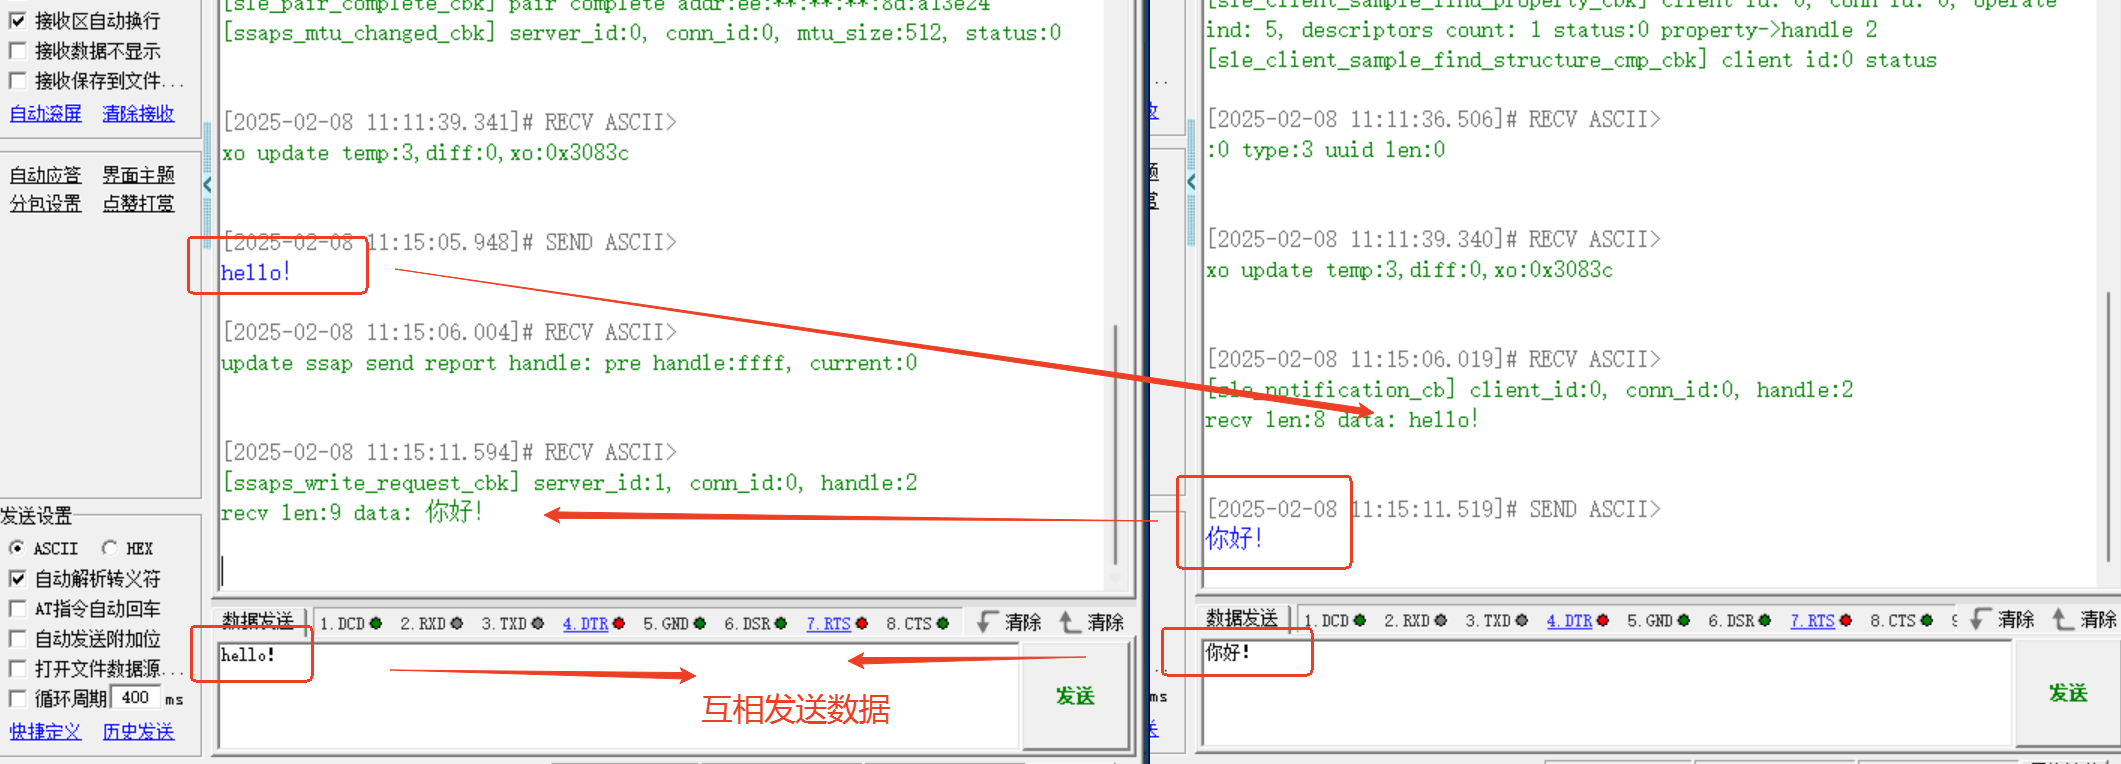 接收区自动换行
接收数据不显示
接收保存到文件...
自动滚屏 清除接收
自动应答 界面主题
分包设置 点赞打赏
发送设置
ASCII HEX
自动解析转义符
AT指令自动回车
自动发送附加位
打开文件数据源...
循环周期 400 ms
快捷定义 历史发送
[sle_pair_complete_cbk] pair complete addr:ee:**:**:**:8d:a13e24
[ssaps_mtu_changed_cbk] server_id:0, conn_id:0, mtu_size:512, status:0
[2025-02-08 11:11:39.341]# RECV ASCII>
xo update temp:3,diff:0,xo:0x3083c
[2025-02-08 11:15:05.948]# SEND ASCII>
hello!
[2025-02-08 11:15:06.004]# RECV ASCII>
update ssap send report handle: pre handle:ffff, current:0
[2025-02-08 11:15:11.594]# RECV ASCII>
[ssaps_write_request_cbk] server_id:1, conn_id:0, handle:2
recv len:9 data: 你好!
数据发送 1.DCD 2.RXD 3.TXD 4.DTR 5.GND 6.DSR 7.RTS 8.CTS 清除 清除
hello!
互相发送数据
发送
[sle_client_sample_find_property_cbk] client id: 0, conn id: 0, operate
ind: 5, descriptors count: 1 status:0 property->handle 2
[sle_client_sample_find_structure_cmp_cbk] client id:0 status
[2025-02-08 11:11:36.506]# RECV ASCII>
:0 type:3 uuid len:0
[2025-02-08 11:11:39.340]# RECV ASCII>
xo update temp:3,diff:0,xo:0x3083c
[2025-02-08 11:15:06.019]# RECV ASCII>
[sle_notification_cb] client_id:0, conn_id:0, handle:2
recv len:8 data: hello!
[2025-02-08 11:15:11.519]# SEND ASCII>
你好!
数据发送 1.DCD 2.RXD 3.TXD 4.DTR 5.GND 6.DSR 7.RTS 8.CTS 清除 清除
你好!
ms
发送